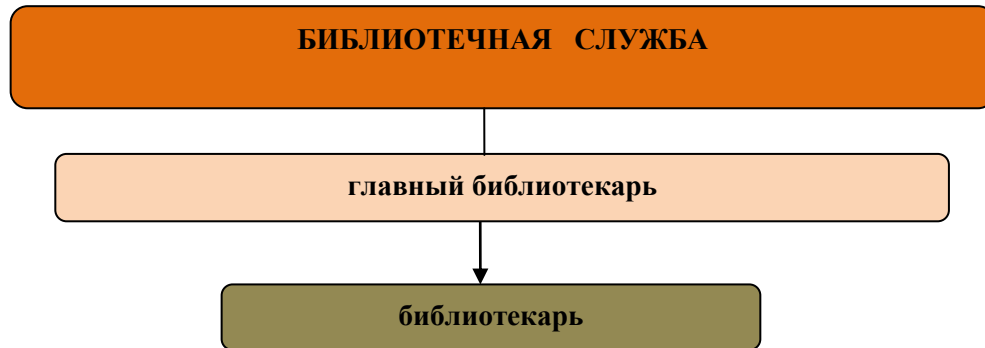 БИБЛИОТЕЧНАЯ СЛУЖБА
главный библиотекарь
библиотекарь